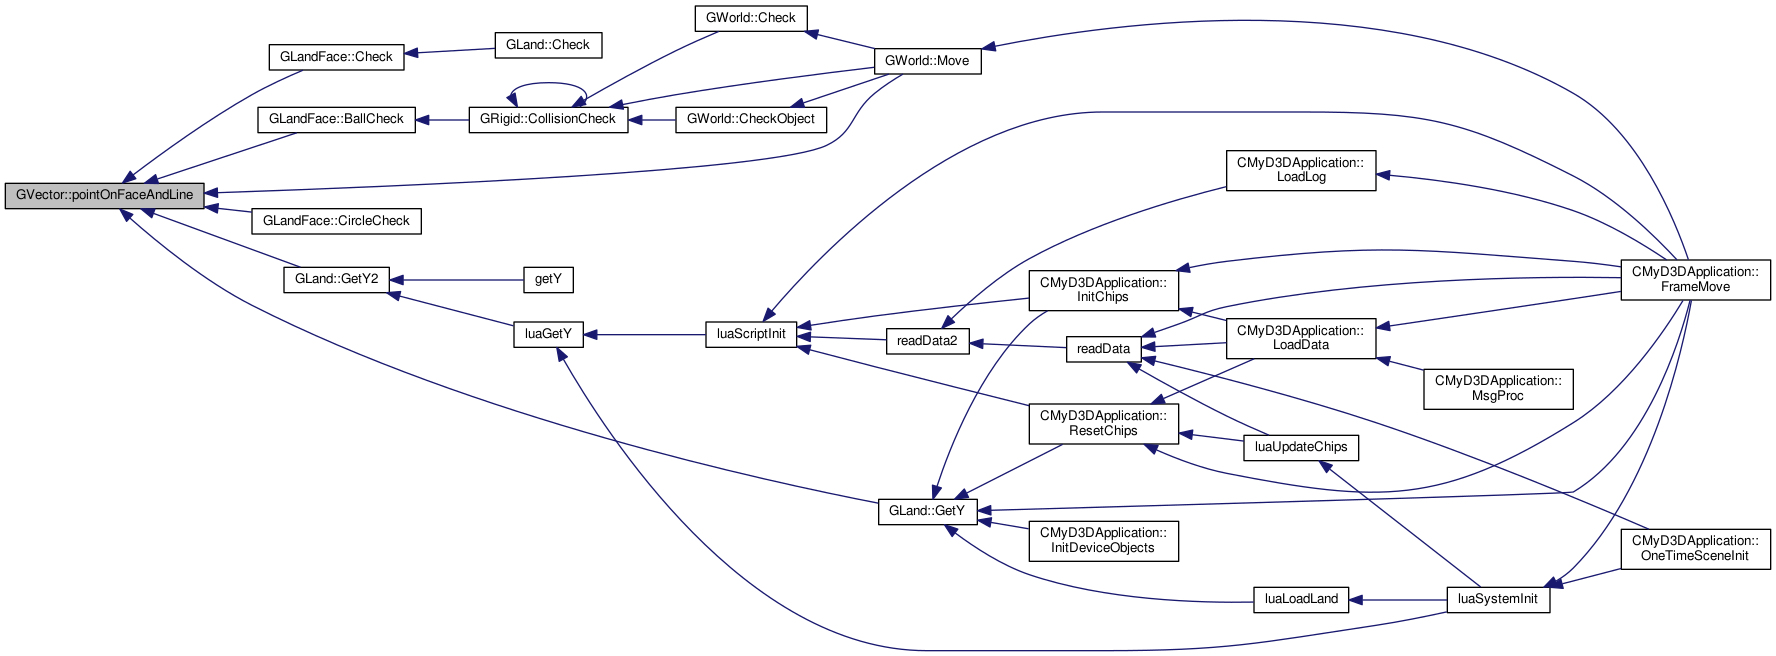 GWorld::Check
GLand::Check
GLandFace::Check
GWorld::Move
GLandFace::BallCheck
GRigid::CollisionCheck
GWorld::CheckObject
CMyD3DApplication::
LoadLog
GVector::pointOnFaceAndLine
GLandFace::CircleCheck
GLand::GetY2
getY
CMyD3DApplication::
InitChips
CMyD3DApplication::
FrameMove
luaGetY
luaScriptInit
readData2
readData
CMyD3DApplication::
LoadData
CMyD3DApplication::
MsgProc
CMyD3DApplication::
ResetChips
luaUpdateChips
GLand::GetY
CMyD3DApplication::
InitDeviceObjects
CMyD3DApplication::
OneTimeSceneInit
luaLoadLand
luaSystemInit